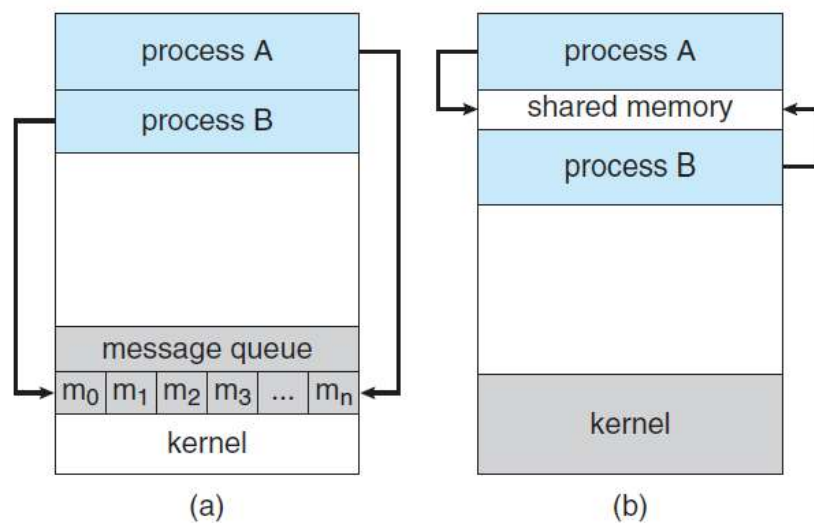 process A
process B
message queue
m0 m1 m2 m3 ... mn
kernel
(a)
process A
shared memory
process B
kernel
(b)